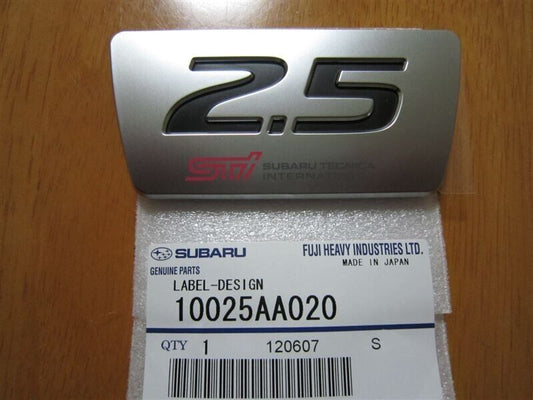 2.5
STI SUBARU TECNICA
INTERNATIONAL
SUBARU
FUJI HEAVY INDUSTRIES LTD.
GENUINE PARTS
MADE IN JAPAN
LABEL-DESIGN
10025AA020
QTY 1 120607 S